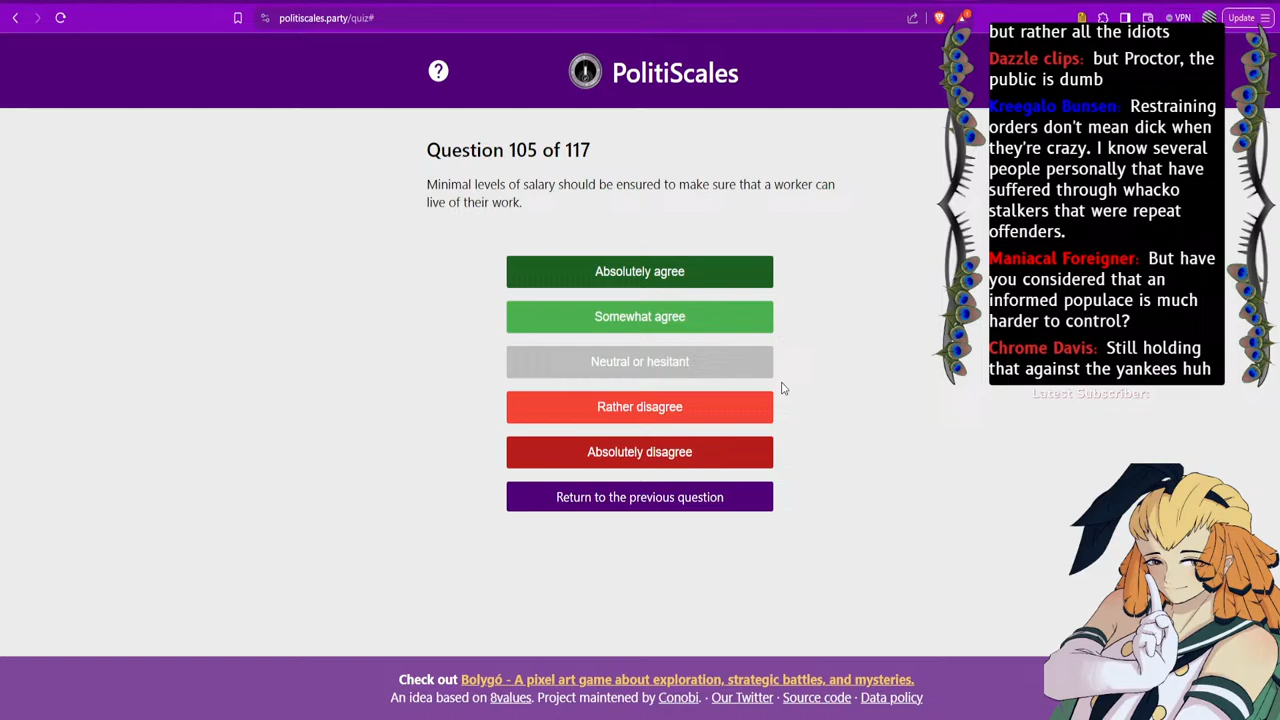 politiscales.party/quiz#
VPN
Update
PolitiScales
Question 105 of 117
Minimal levels of salary should be ensured to make sure that a worker can
live of their work.
Absolutely agree
Somewhat agree
Neutral or hesitant
Rather disagree
Absolutely disagree
Return to the previous question
but rather all the idiots
Dazzle clips: but Proctor, the
public is dumb
Kreegalo Bunsen: Restraining
orders don't mean dick when
they're crazy. I know several
people personally that have
suffered through whacko
stalkers that were repeat
offenders.
Maniacal Foreigner: But have
you considered that an
informed populace is much
harder to control?
Chrome Davis: Still holding
that against the yankees huh
Latest Subscriber:
Check out Bolygó - A pixel art game about exploration, strategic battles, and mysteries.
An idea based on 8values. Project maintened by Conobi. · Our Twitter · Source code · Data policy